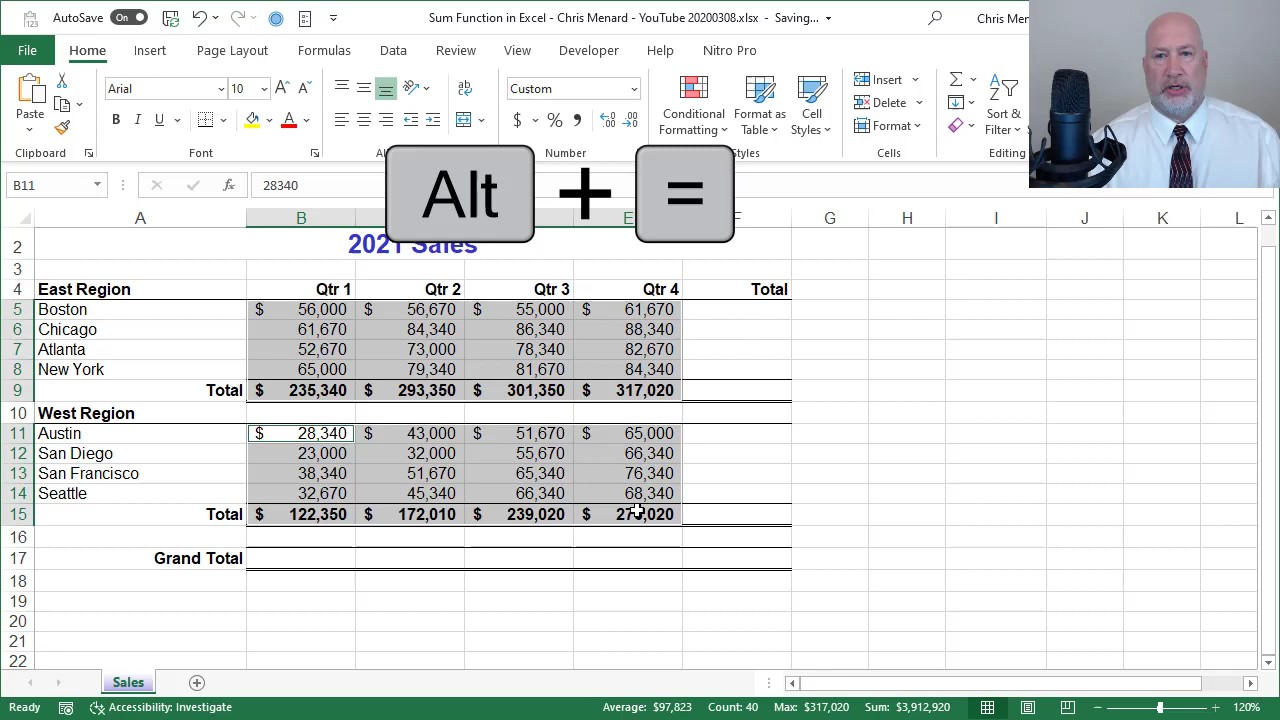 AutoSave On Sum Function in Excel - Chris Menard - YouTube 20200308.xlsx - Saving... Chris Men
File Home Insert Page Layout Formulas Data Review View Developer Help Nitro Pro
Arial 10 Custom Insert
Paste Delete
B I U $ % Conditional Formatting Format as Table Cell Styles Format Sort & Filter
Clipboard Font Al Number Styles Cells Editing
Alt + =
B11 fx 28340
A B E F G H I J K L
2 2021 Sales
3
4 East Region Qtr 1 Qtr 2 Qtr 3 Qtr 4 Total
5 Boston $ 56,000 $ 56,670 $ 55,000 $ 61,670
6 Chicago 61,670 84,340 86,340 88,340
7 Atlanta 52,670 73,000 78,340 82,670
8 New York 65,000 79,340 81,670 84,340
9 Total $ 235,340 $ 293,350 $ 301,350 $ 317,020
10 West Region
11 Austin $ 28,340 $ 43,000 $ 51,670 $ 65,000
12 San Diego 23,000 32,000 55,670 66,340
13 San Francisco 38,340 51,670 65,340 76,340
14 Seattle 32,670 45,340 66,340 68,340
15 Total $ 122,350 $ 172,010 $ 239,020 $
16
17 Grand Total
18
19
20
21
22
Sales
Ready Accessibility: Investigate Average: $97,823 Count: 40 Max: $317,020 Sum: $3,912,920 120%